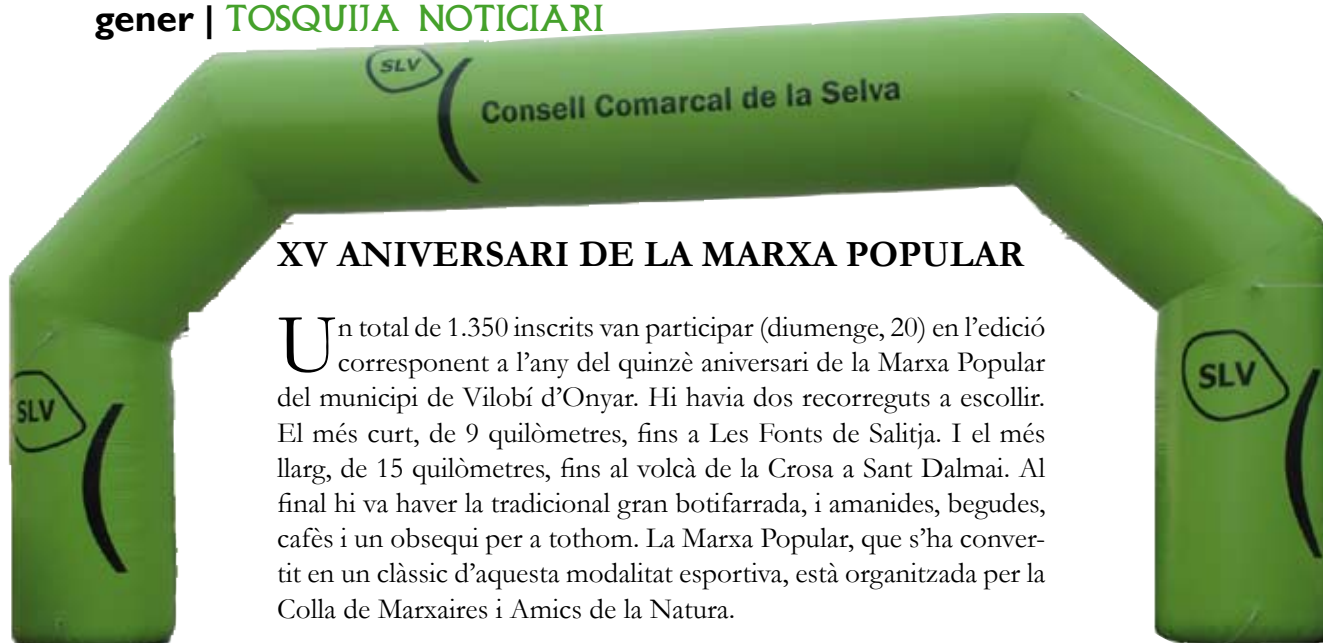 gener | TOSQUIJA NOTICIARI
SLV
Consell Comarcal de la Selva
XV ANIVERSARI DE LA MARXA POPULAR
Un total de 1.350 inscrits van participar (diumenge, 20) en l'edició
corresponent a l'any del quinzè aniversari de la Marxa Popular
del municipi de Vilobí d'Onyar. Hi havia dos recorreguts a escollir.
El més curt, de 9 quilòmetres, fins a Les Fonts de Salitja. I el més
llarg, de 15 quilòmetres, fins al volcà de la Crosa a Sant Dalmai. Al
final hi va haver la tradicional gran botifarrada, i amanides, begudes,
cafès i un obsequi per a tothom. La Marxa Popular, que s'ha conver-
tit en un clàssic d'aquesta modalitat esportiva, està organitzada per la
Colla de Marxaires i Amics de la Natura.
SLV
SLV